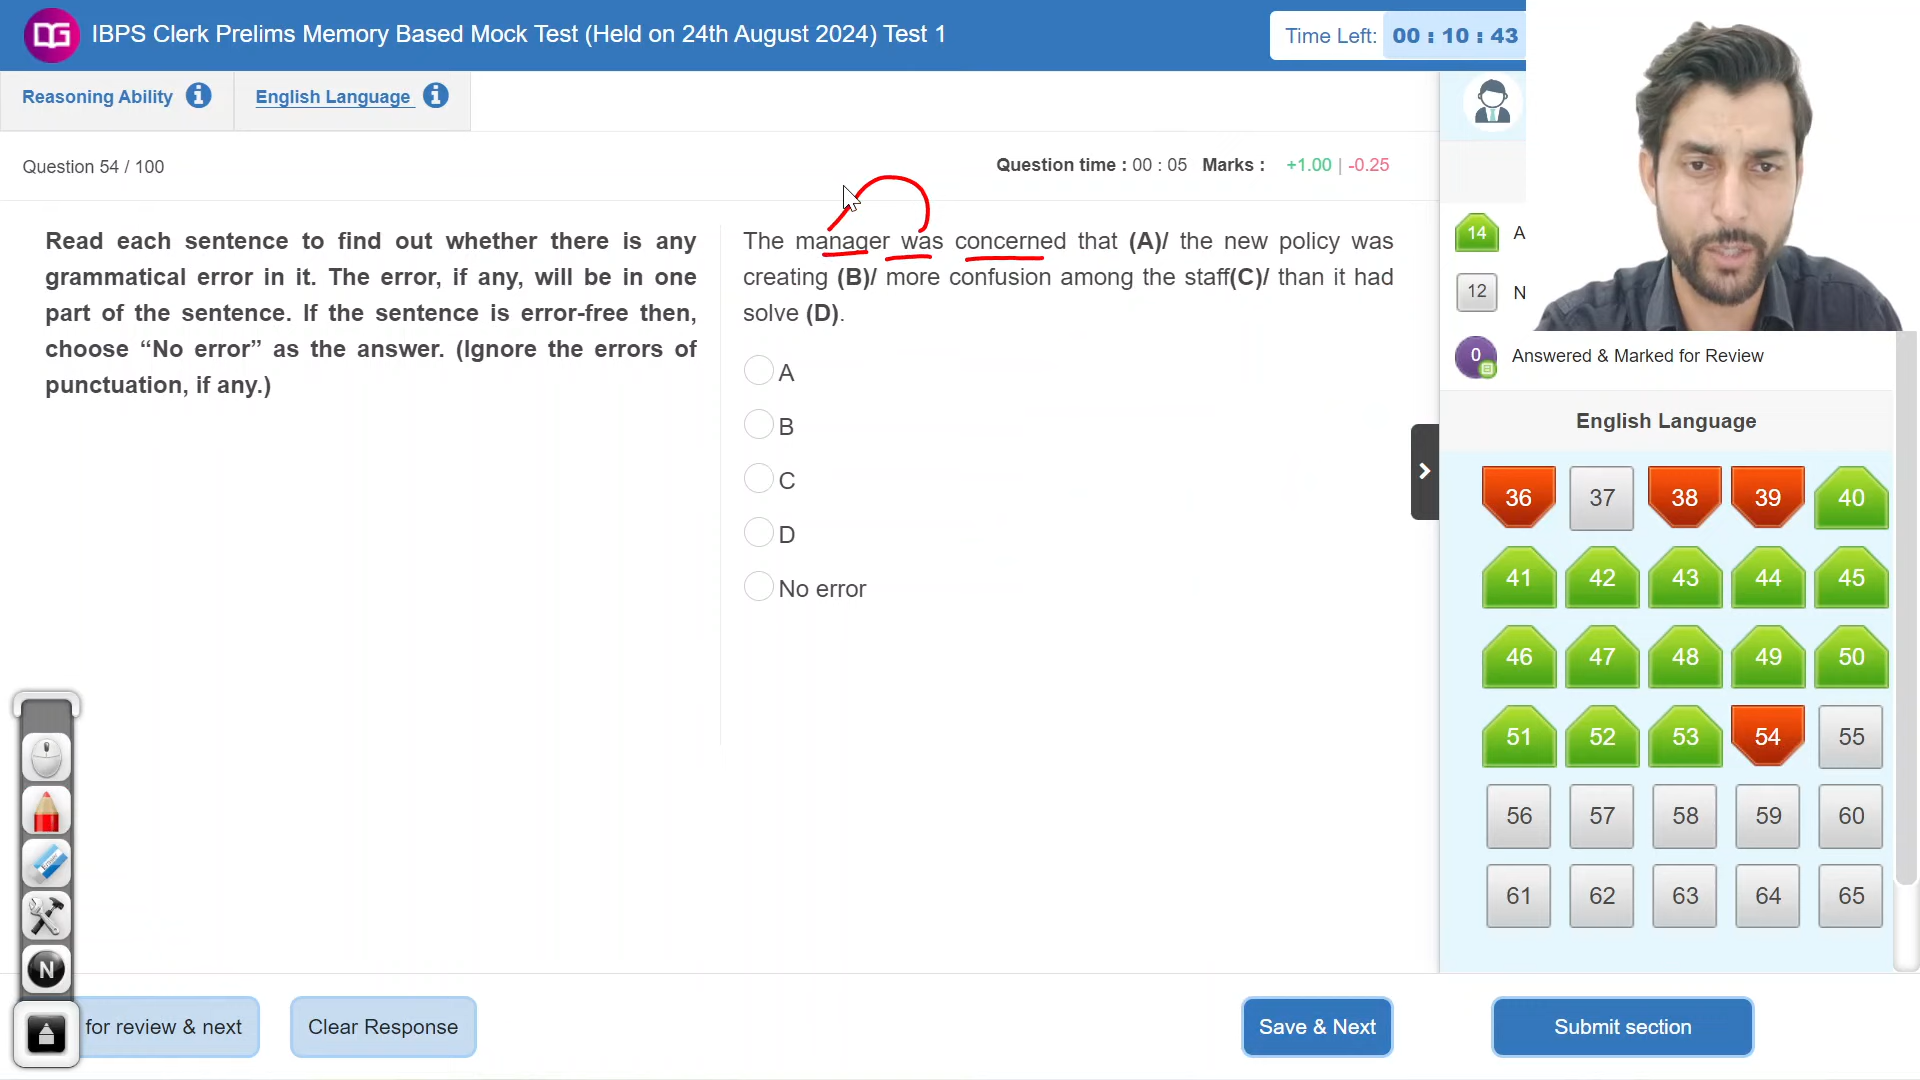 DG IBPS Clerk Prelims Memory Based Mock Test (Held on 24th August 2024) Test 1
Time Left: 00 : 10 : 43
Reasoning Ability i English Language i
Question 54 / 100
Question time : 00 : 05 Marks : +1.00 | -0.25
Read each sentence to find out whether there is any
grammatical error in it. The error, if any, will be in one
part of the sentence. If the sentence is error-free then,
choose “No error” as the answer. (Ignore the errors of
punctuation, if any.)
The manager was concerned that (A)/ the new policy was
creating (B)/ more confusion among the staff(C)/ than it had
solve (D).
A
B
C
D
No error
14 A
12 N
0 Answered & Marked for Review
English Language
36 37 38 39 40
41 42 43 44 45
46 47 48 49 50
51 52 53 54 55
56 57 58 59 60
61 62 63 64 65
N
for review & next
Clear Response
Save & Next
Submit section